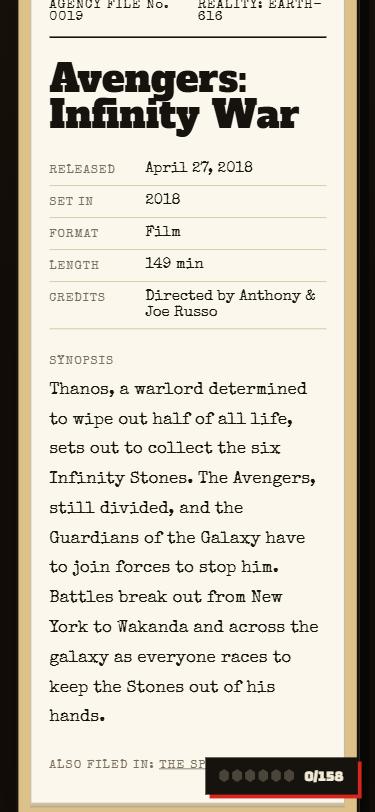 AGENCY FILE No. REALITY: EARTH-
0019 616
Avengers:
Infinity War
RELEASED April 27, 2018
SET IN 2018
FORMAT Film
LENGTH 149 min
CREDITS Directed by Anthony &
Joe Russo
SYNOPSIS
Thanos, a warlord determined
to wipe out half of all life,
sets out to collect the six
Infinity Stones. The Avengers,
still divided, and the
Guardians of the Galaxy have
to join forces to stop him.
Battles break out from New
York to Wakanda and across the
galaxy as everyone races to
keep the Stones out of his
hands.
ALSO FILED IN: THE
0/158